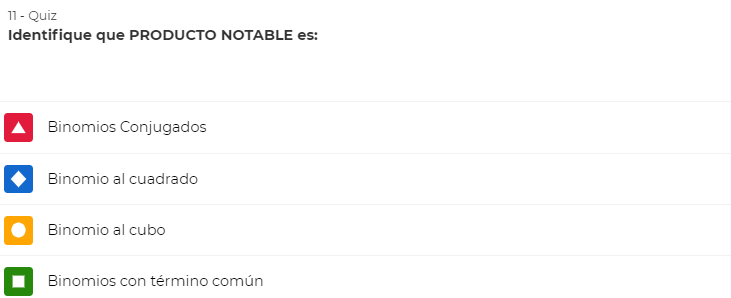 11 - Quiz
Identifique que PRODUCTO NOTABLE es:
Binomios Conjugados
Binomio al cuadrado
Binomio al cubo
Binomios con término común